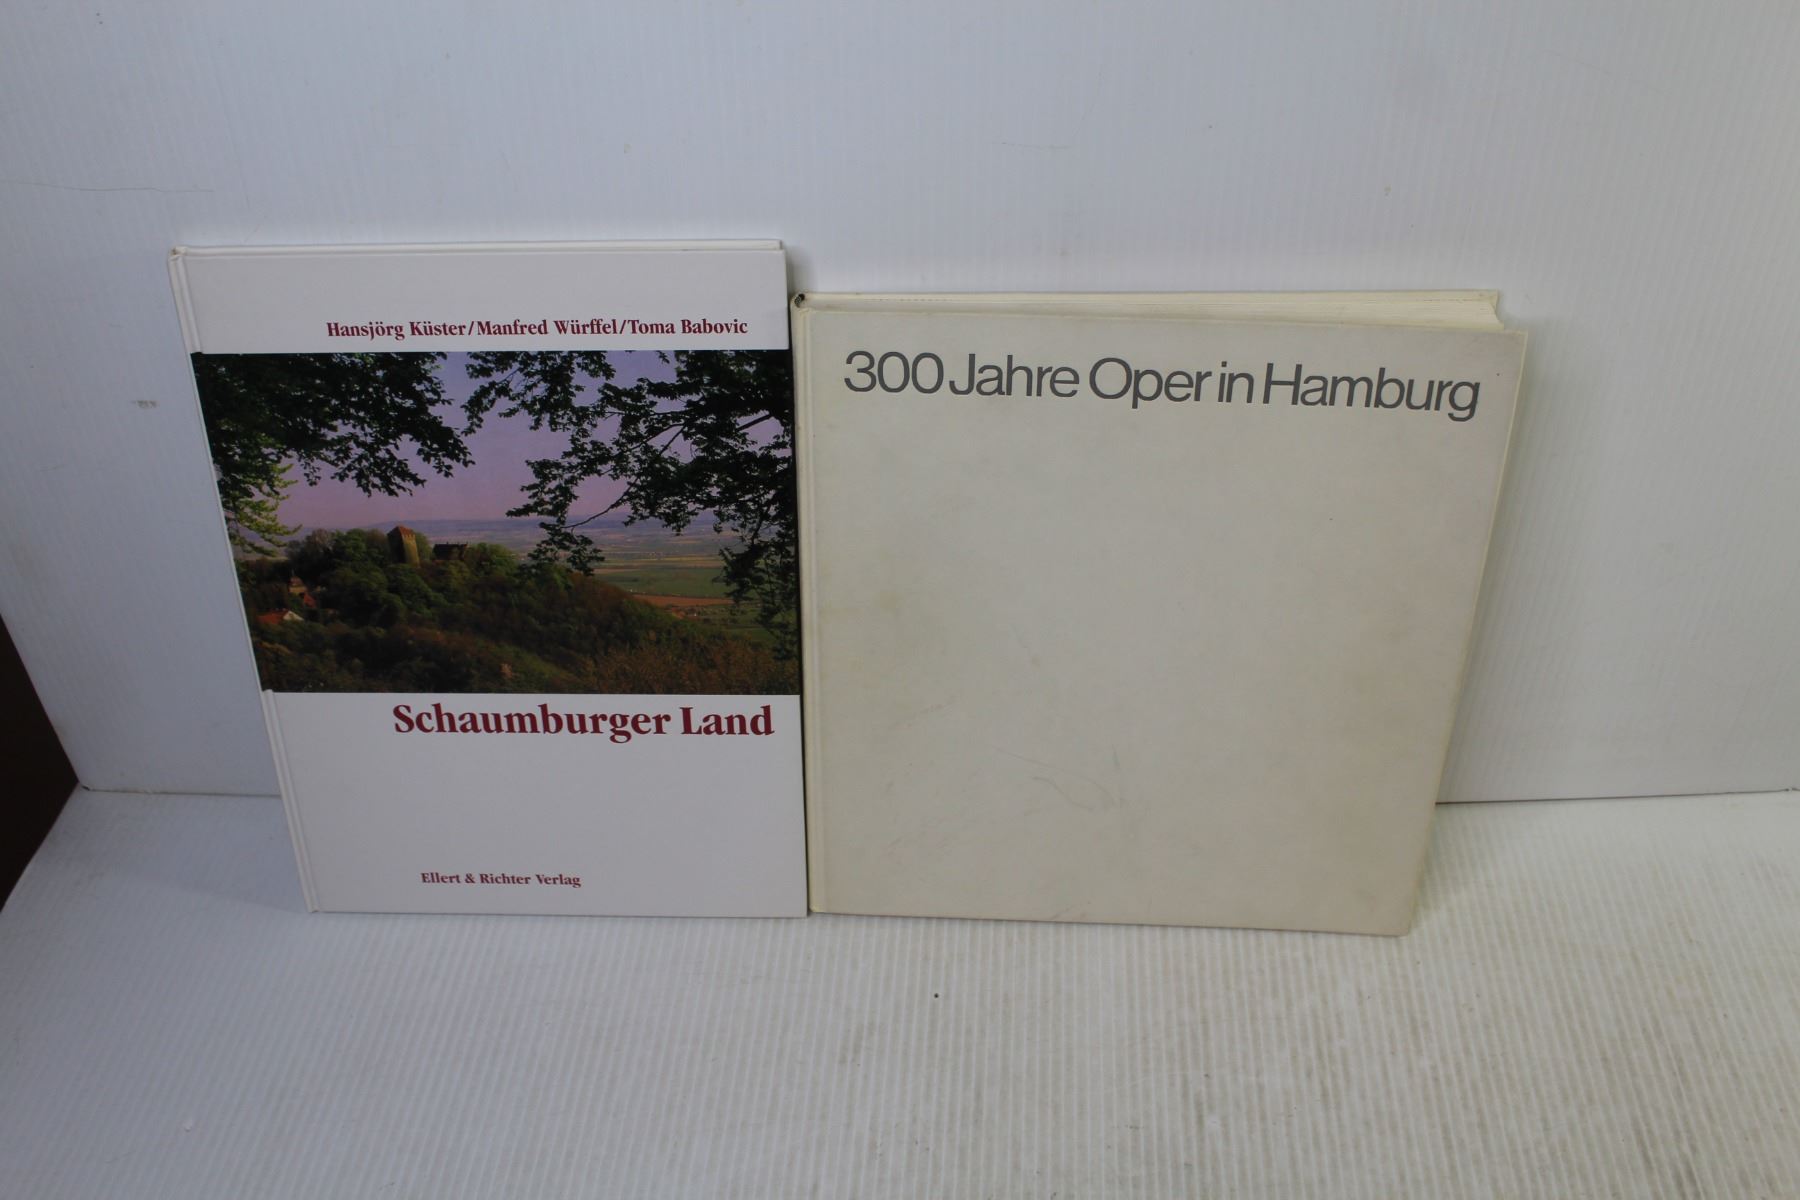 Hansjörg Küster/Manfred Würffel/Toma Babovic
Schaumburger Land
Ellert & Richter Verlag
300 Jahre Oper in Hamburg